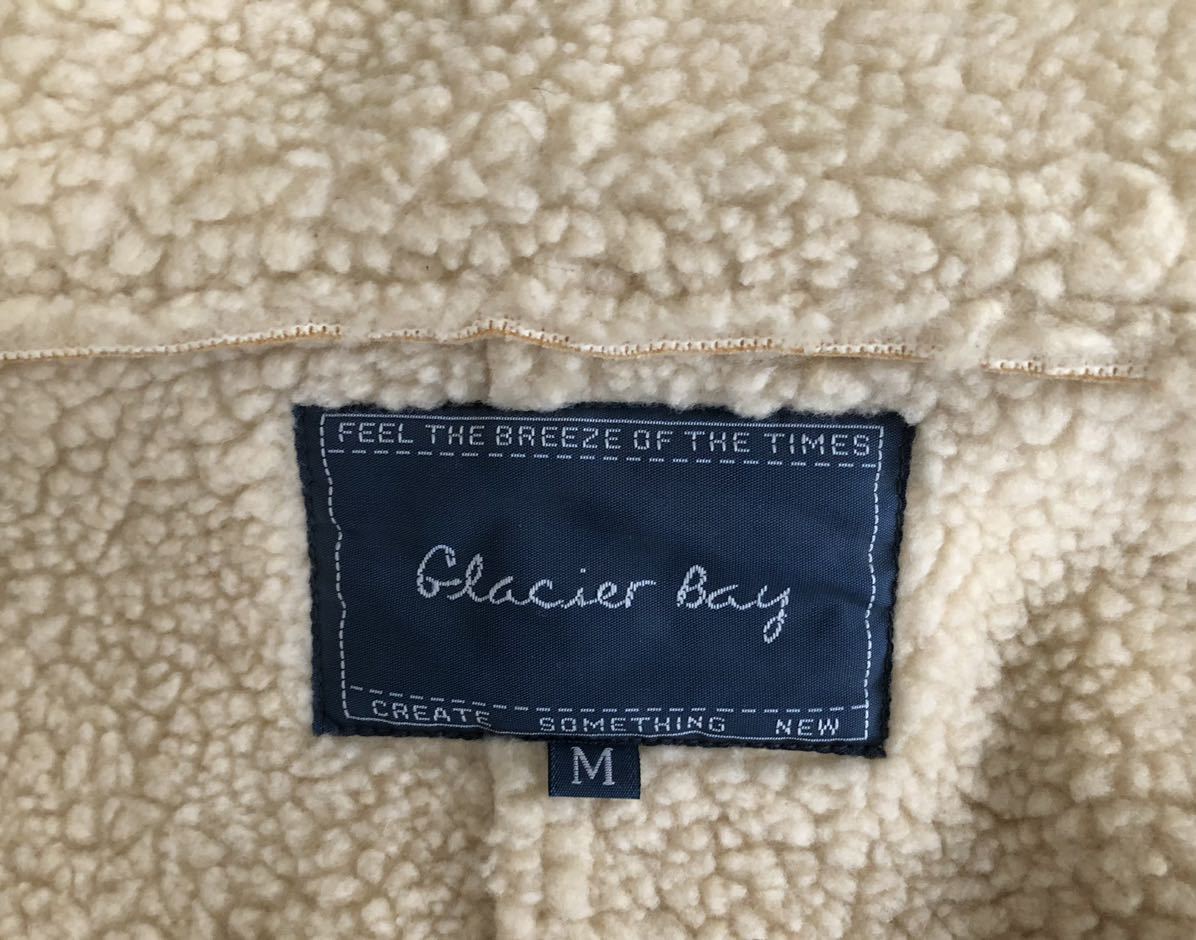 FEEL THE BREEZE OF THE TIMES
Glacier Bay
CREATE SOMETHING NEW
M